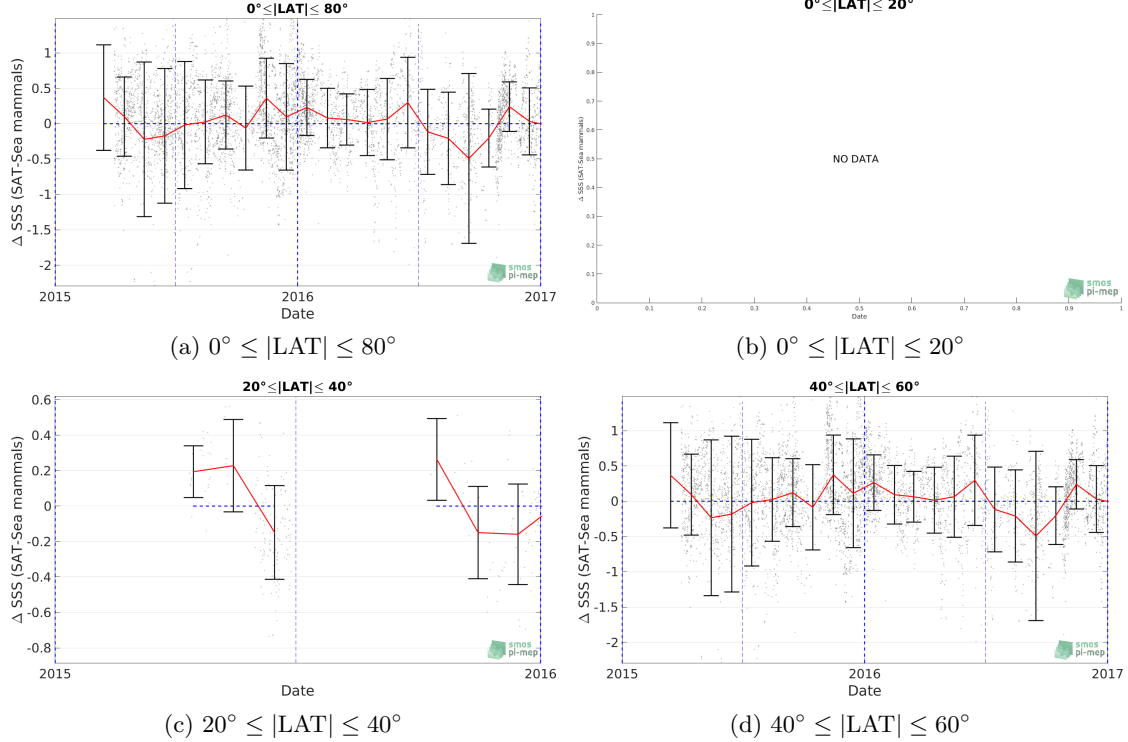 0°≤|LAT|≤ 80°
Δ SSS (SAT-Sea mammals)
1
0.5
0
-0.5
-1
-1.5
-2
2015
2016
2017
Date
smos
pi-mep
(a) 0° ≤ |LAT| ≤ 80°
0°≤|LAT|≤ 20°
Δ SSS (SAT-Sea mammals)
1
0.9
0.8
0.7
0.6
0.5
0.4
0.3
0.2
0.1
0
NO DATA
0
0.1
0.2
0.3
0.4
0.5
0.6
0.7
0.8
0.9
1
Date
smos
pi-mep
(b) 0° ≤ |LAT| ≤ 20°
20°≤|LAT|≤ 40°
Δ SSS (SAT-Sea mammals)
0.6
0.4
0.2
0
-0.2
-0.4
-0.6
-0.8
2015
2016
Date
smos
pi-mep
(c) 20° ≤ |LAT| ≤ 40°
40°≤|LAT|≤ 60°
Δ SSS (SAT-Sea mammals)
1
0.5
0
-0.5
-1
-1.5
-2
2015
2016
2017
Date
smos
pi-mep
(d) 40° ≤ |LAT| ≤ 60°